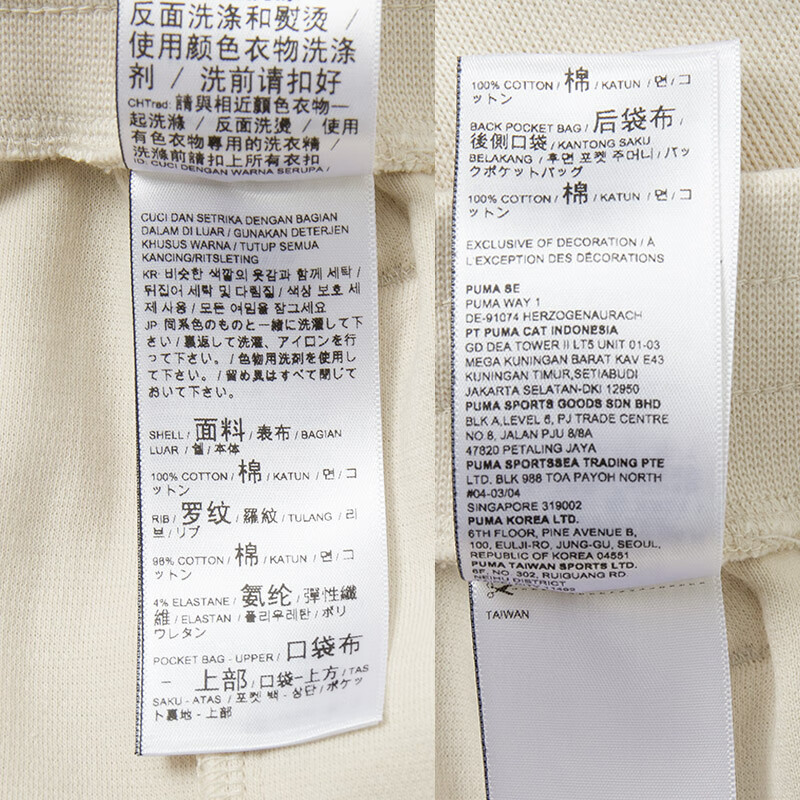 反面洗涤和熨烫 /
使用颜色衣物洗涤
剂 / 洗前请扣好
CHTrad: 請與相近顏色衣物一
起洗滌 / 反面洗燙 / 使用
有色衣物專用的洗衣精 /
洗滌前請扣上所有衣扣
ID: CUCI DENGAN WARNA SERUPA /
CUCI DAN SETRIKA DENGAN BAGIAN
DALAM DI LUAR / GUNAKAN DETERJEN
KHUSUS WARNA / TUTUP SEMUA
KANCING/RITSLETING
KR: 비슷한 색깔의 옷감과 함께 세탁 /
뒤집어 세탁 및 다림질 / 색상 보호 세
제 사용 / 모든 여밈을 잠그세요
JP 同系色のものと一緒に洗濯して下
さい / 裏返して洗濯、アイロンを行
って下さい。 / 色物用洗剤を使用し
て下さい。 / 留め具はすべて閉じて
おいて下さい。
SHELL / 面料 / 表布 / BAGIAN
LUAR / 쉘 / 本体
100% COTTON / 棉 / KATUN / 면 / コ
ットン
RIB / 罗纹 / 羅紋 / TULANG / 리
브 / リブ
96% COTTON / 棉 / KATUN / 면 / コ
ットン
4% ELASTANE / 氨纶 / 彈性纖
維 / ELASTAN / 폴리우레탄 / ポリ
ウレタン
POCKET BAG - UPPER / 口袋布
- 上部 / 口袋-上方 / TAS
SAKU - ATAS / 포켓 백 - 상단 / ポケッ
ト裏地 - 上部
100% COTTON / 棉 / KATUN / 면 / コ
ットン
BACK POCKET BAG / 后袋布 /
後側口袋 / KANTONG SAKU
BELAKANG / 후면 포켓 주머니 / バッ
クポケットバッグ
100% COTTON / 棉 / KATUN / 면 / コ
ットン
EXCLUSIVE OF DECORATION / À
L'EXCEPTION DES DÉCORATIONS
PUMA SE
PUMA WAY 1
DE-91074 HERZOGENAURACH
PT PUMA CAT INDONESIA
GD DEA TOWER II LT5 UNIT 01-03
MEGA KUNINGAN BARAT KAV E43
KUNINGAN TIMUR,SETIABUDI
JAKARTA SELATAN-DKI 12950
PUMA SPORTS GOODS SDN BHD
BLK A,LEVEL 6, PJ TRADE CENTRE
NO.8, JALAN PJU 8/8A
47820 PETALING JAYA
PUMA SPORTSSEA TRADING PTE
LTD. BLK 988 TOA PAYOH NORTH
#04-03/04
SINGAPORE 319002
PUMA KOREA LTD.
6TH FLOOR, PINE AVENUE B,
100, EULJI-RO, JUNG-GU, SEOUL,
REPUBLIC OF KOREA 04551
PUMA TAIWAN SPORTS LTD.
6F, NO. 302, RUIGUANG RD.
NEIHU DISTRICT
TAIWAN